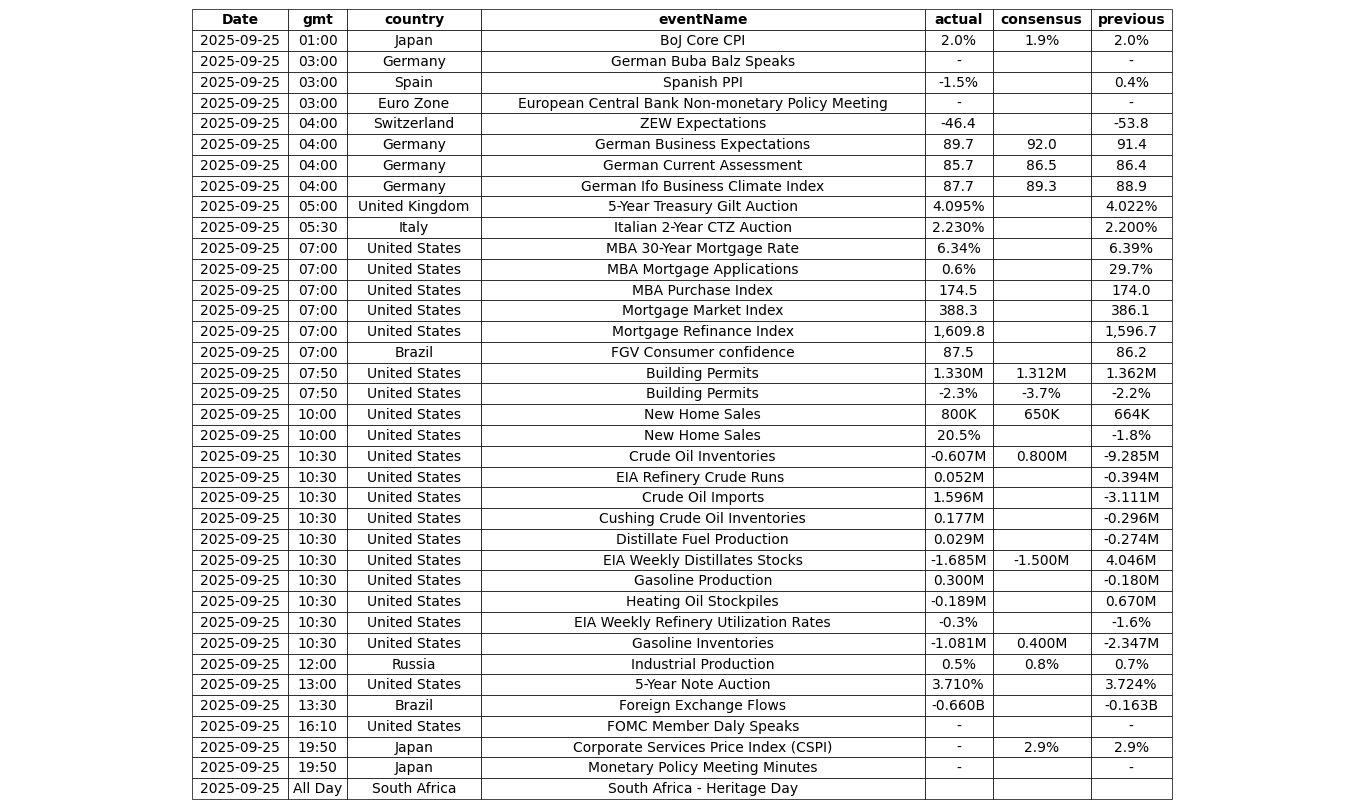 Date gmt country eventName actual consensus previous
2025-09-25 01:00 Japan BoJ Core CPI 2.0% 1.9% 2.0%
2025-09-25 03:00 Germany German Buba Balz Speaks - -
2025-09-25 03:00 Spain Spanish PPI -1.5% 0.4%
2025-09-25 03:00 Euro Zone European Central Bank Non-monetary Policy Meeting - -
2025-09-25 04:00 Switzerland ZEW Expectations -46.4 -53.8
2025-09-25 04:00 Germany German Business Expectations 89.7 92.0 91.4
2025-09-25 04:00 Germany German Current Assessment 85.7 86.5 86.4
2025-09-25 04:00 Germany German Ifo Business Climate Index 87.7 89.3 88.9
2025-09-25 05:00 United Kingdom 5-Year Treasury Gilt Auction 4.095% 4.022%
2025-09-25 05:30 Italy Italian 2-Year CTZ Auction 2.230% 2.200%
2025-09-25 07:00 United States MBA 30-Year Mortgage Rate 6.34% 6.39%
2025-09-25 07:00 United States MBA Mortgage Applications 0.6% 29.7%
2025-09-25 07:00 United States MBA Purchase Index 174.5 174.0
2025-09-25 07:00 United States Mortgage Market Index 388.3 386.1
2025-09-25 07:00 United States Mortgage Refinance Index 1,609.8 1,596.7
2025-09-25 07:00 Brazil FGV Consumer confidence 87.5 86.2
2025-09-25 07:50 United States Building Permits 1.330M 1.312M 1.362M
2025-09-25 07:50 United States Building Permits -2.3% -3.7% -2.2%
2025-09-25 10:00 United States New Home Sales 800K 650K 664K
2025-09-25 10:00 United States New Home Sales 20.5% -1.8%
2025-09-25 10:30 United States Crude Oil Inventories -0.607M 0.800M -9.285M
2025-09-25 10:30 United States EIA Refinery Crude Runs 0.052M -0.394M
2025-09-25 10:30 United States Crude Oil Imports 1.596M -3.111M
2025-09-25 10:30 United States Cushing Crude Oil Inventories 0.177M -0.296M
2025-09-25 10:30 United States Distillate Fuel Production 0.029M -0.274M
2025-09-25 10:30 United States EIA Weekly Distillates Stocks -1.685M -1.500M 4.046M
2025-09-25 10:30 United States Gasoline Production 0.300M -0.180M
2025-09-25 10:30 United States Heating Oil Stockpiles -0.189M 0.670M
2025-09-25 10:30 United States EIA Weekly Refinery Utilization Rates -0.3% -1.6%
2025-09-25 10:30 United States Gasoline Inventories -1.081M 0.400M -2.347M
2025-09-25 12:00 Russia Industrial Production 0.5% 0.8% 0.7%
2025-09-25 13:00 United States 5-Year Note Auction 3.710% 3.724%
2025-09-25 13:30 Brazil Foreign Exchange Flows -0.660B -0.163B
2025-09-25 16:10 United States FOMC Member Daly Speaks - -
2025-09-25 19:50 Japan Corporate Services Price Index (CSPI) - 2.9% 2.9%
2025-09-25 19:50 Japan Monetary Policy Meeting Minutes - -
2025-09-25 All Day South Africa South Africa - Heritage Day